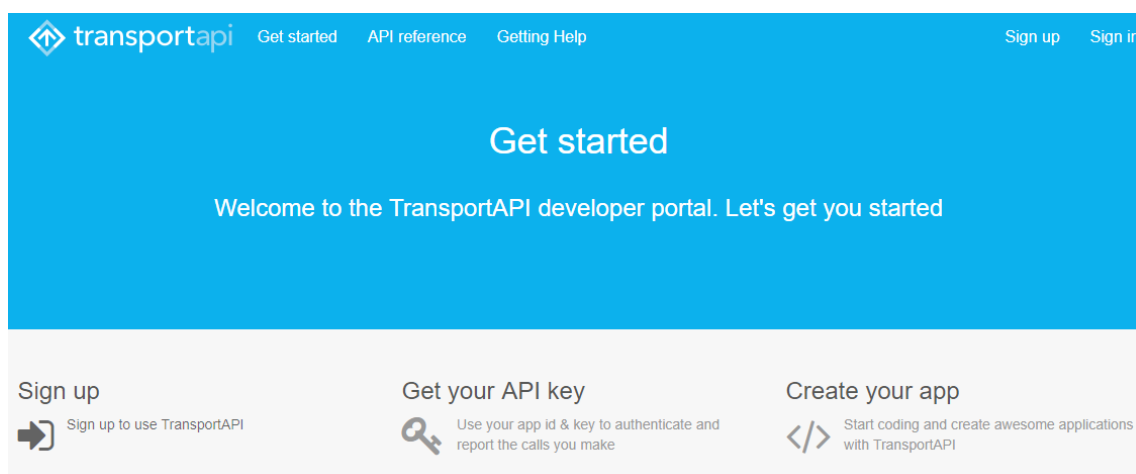 transportapi Get started API reference Getting Help Sign up Sign in
Get started
Welcome to the TransportAPI developer portal. Let's get you started
Sign up
Sign up to use TransportAPI
Get your API key
Use your app id & key to authenticate and
report the calls you make
Create your app
Start coding and create awesome applications
with TransportAPI